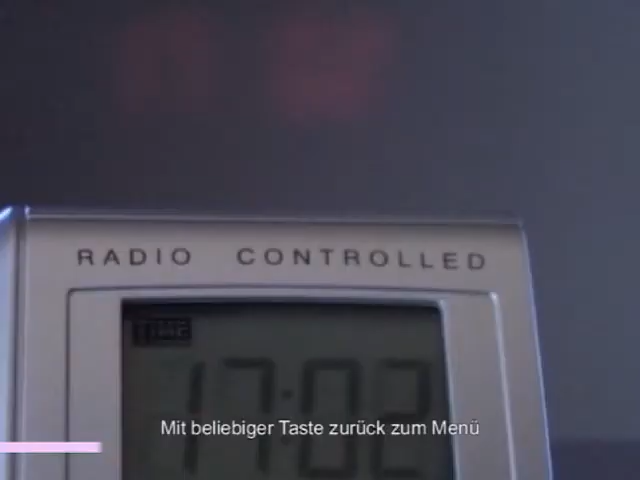 RADIO CONTROLLED
TIME
17:02
Mit beliebiger Taste zurück zum Menü